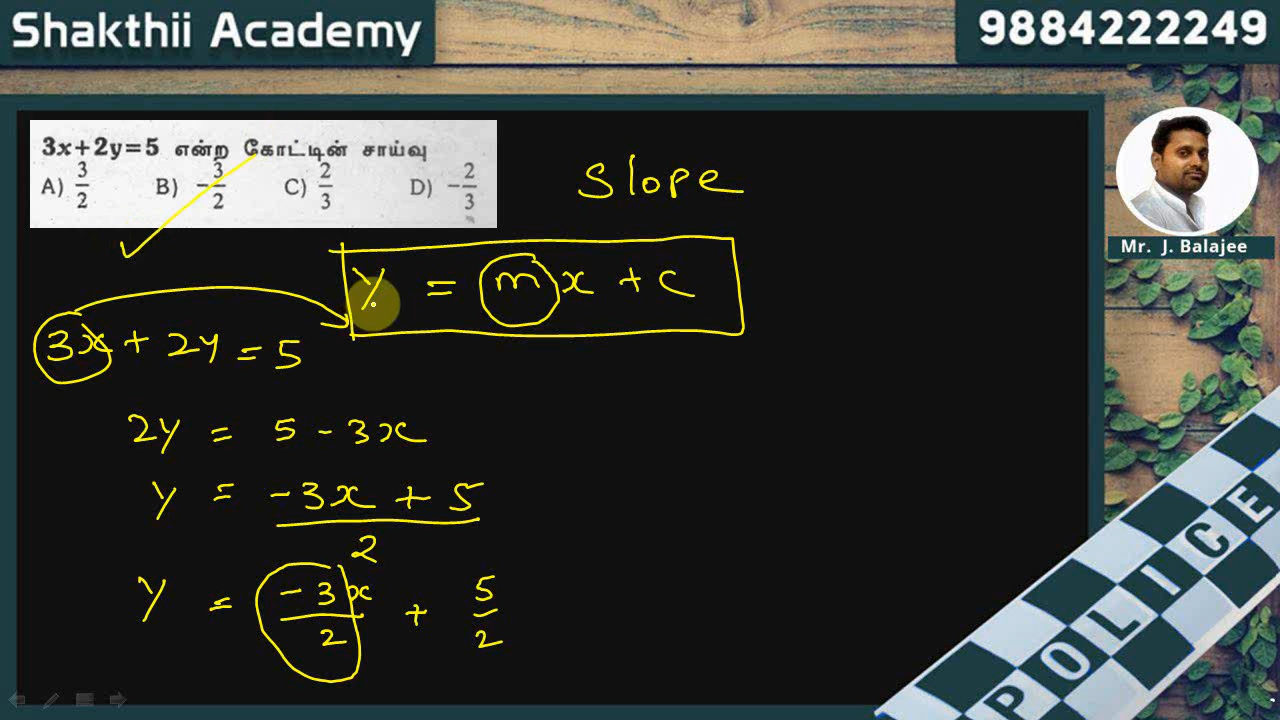 Shakthii Academy
9884222249
3x+2y=5 என்ற கோட்டின் சாய்வு
A) 3/2 B) -3/2 C) 2/3 D) -2/3
Slope
y = mx + c
3x + 2y = 5
2y = 5 - 3x
y = -3x + 5 / 2
y = -3x/2 + 5/2
Mr. J. Balajee
POLICE